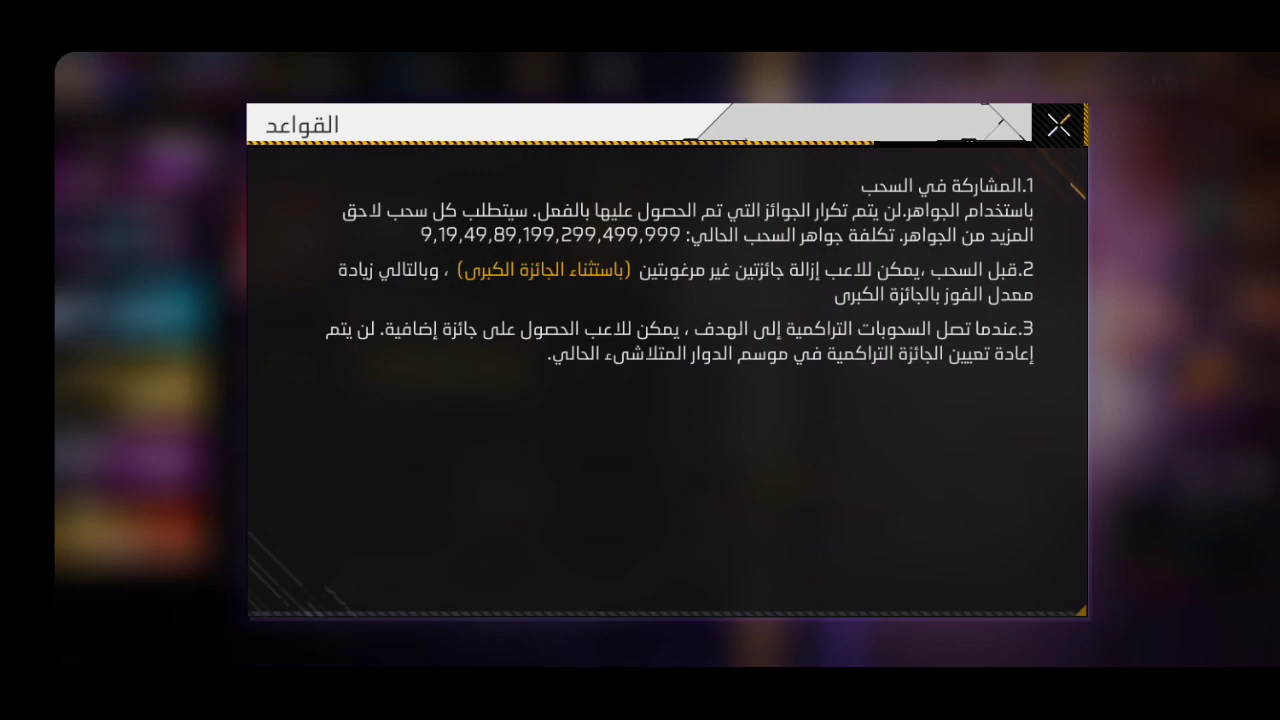 القواعد
1.المشاركة في السحب
باستخدام الجواهر.لن يتم تكرار الجوائز التي تم الحصول عليها بالفعل. سيتطلب كل سحب لاحق
المزيد من الجواهر. تكلفة جواهر السحب الحالي: 9,19,49,89,199,299,499,999
2.قبل السحب ،يمكن للاعب إزالة جائزتين غير مرغوبتين (باستثناء الجائزة الكبرى) ، وبالتالي زيادة
معدل الفوز بالجائزة الكبرى
3.عندما تصل السحوبات التراكمية إلى الهدف ، يمكن للاعب الحصول على جائزة إضافية. لن يتم
إعادة تعيين الجائزة التراكمية في موسم الدوار المتلاشىء الحالي.